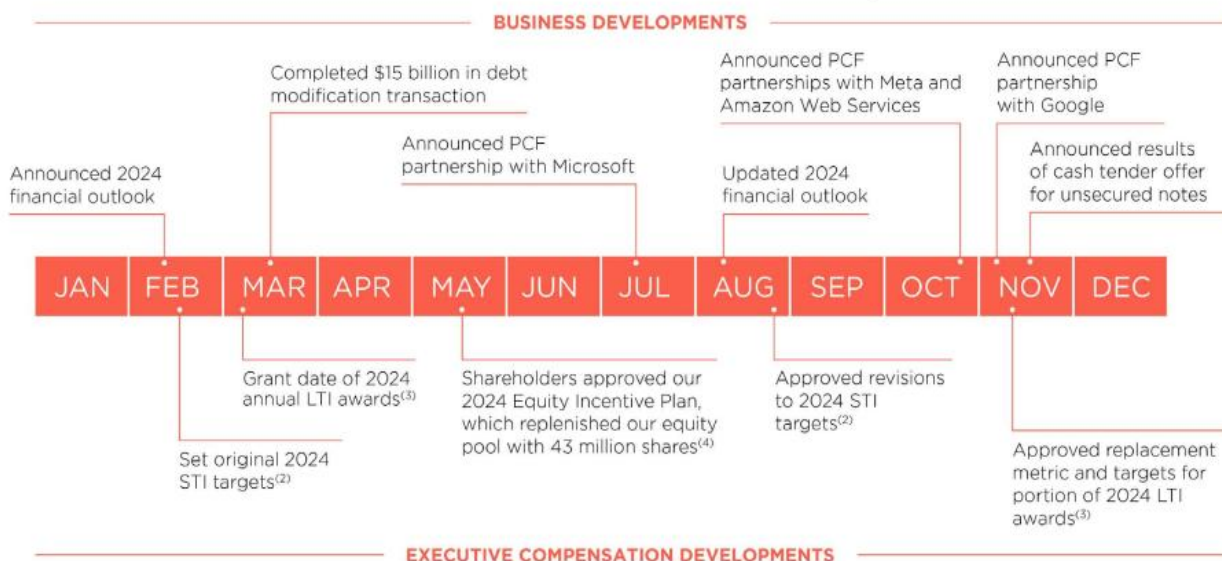 BUSINESS DEVELOPMENTS
Announced 2024
financial outlook
Completed $15 billion in debt
modification transaction
Announced PCF
partnership with Microsoft
Updated 2024
financial outlook
Announced PCF
partnerships with Meta and
Amazon Web Services
Announced PCF
partnership
with Google
Announced results
of cash tender offer
for unsecured notes
JAN FEB MAR APR MAY JUN JUL AUG SEP OCT NOV DEC
Set original 2024
STI targets(2)
Grant date of 2024
annual LTI awards(3)
Shareholders approved our
2024 Equity Incentive Plan,
which replenished our equity
pool with 43 million shares(4)
Approved revisions
to 2024 STI
targets(2)
Approved replacement
metric and targets for
portion of 2024 LTI
awards(3)
EXECUTIVE COMPENSATION DEVELOPMENTS